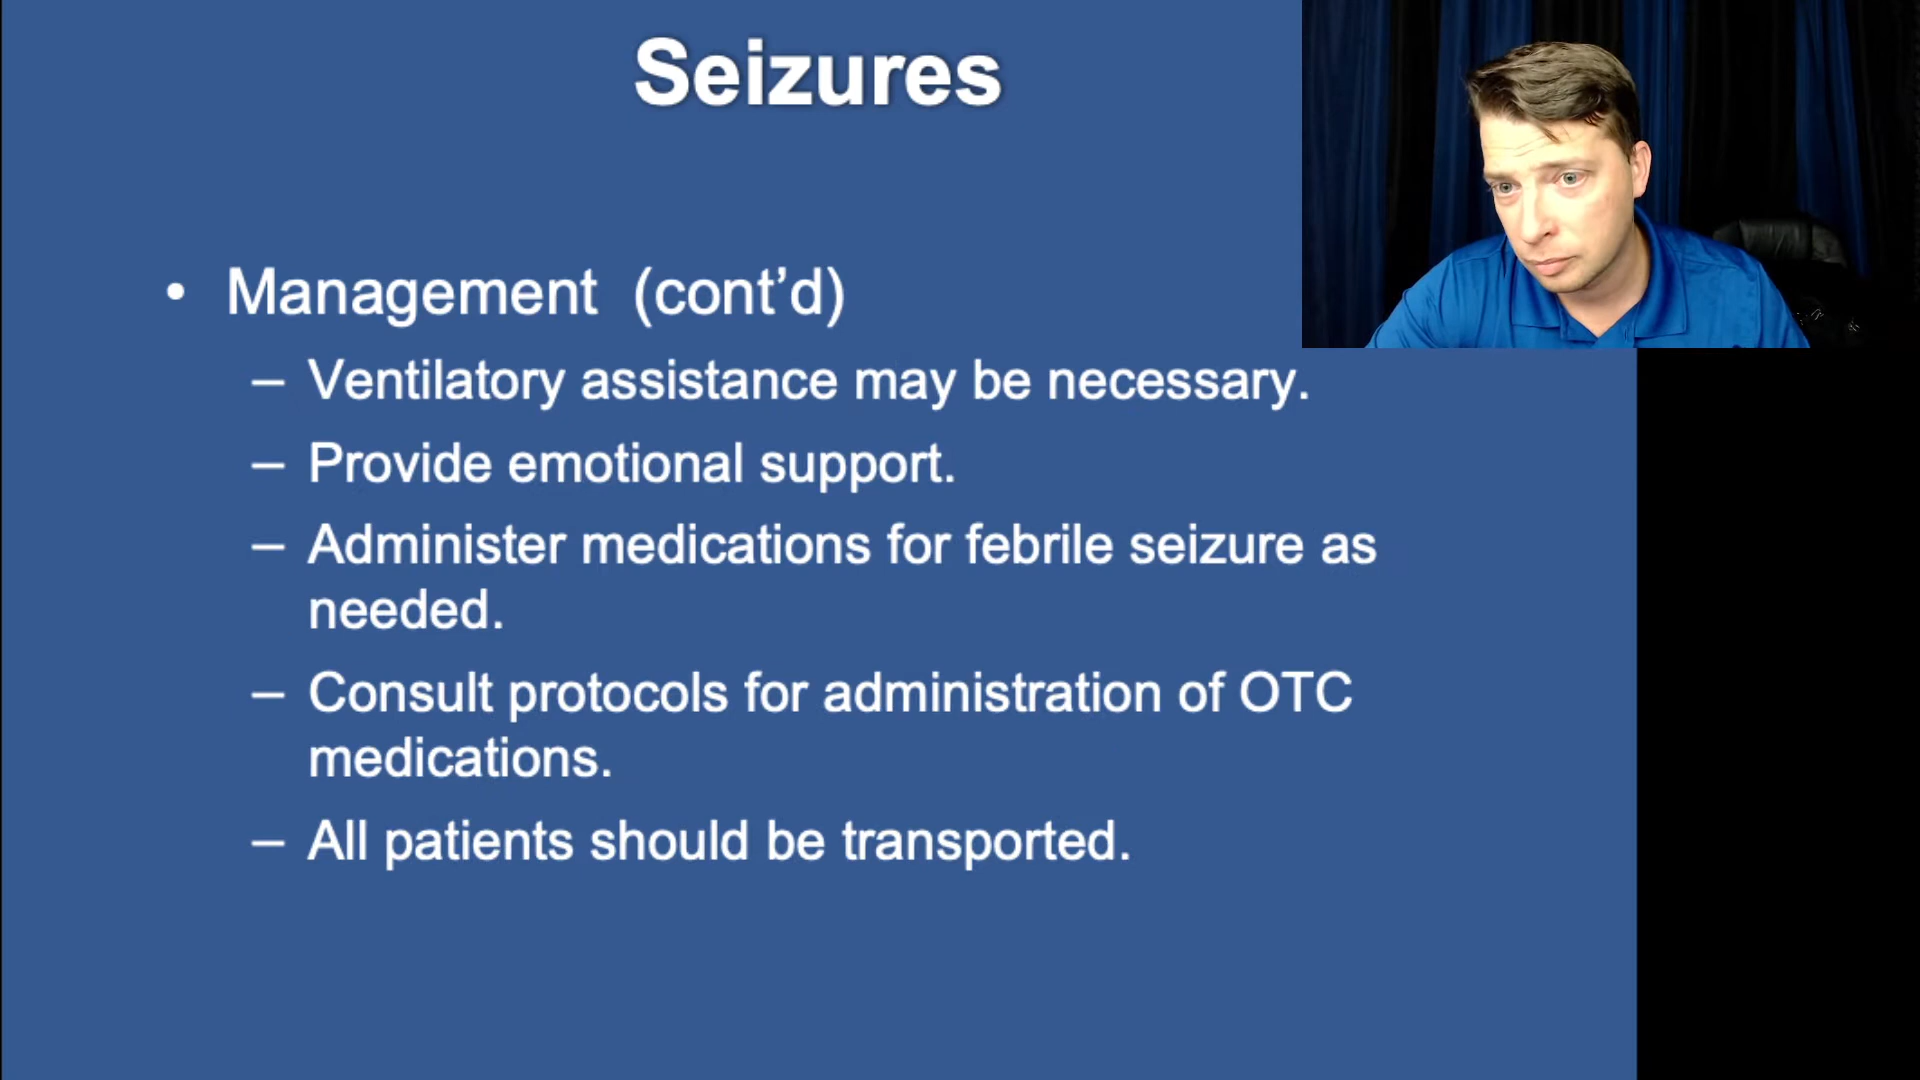 Seizures
• Management (cont’d)
– Ventilatory assistance may be necessary.
– Provide emotional support.
– Administer medications for febrile seizure as
needed.
– Consult protocols for administration of OTC
medications.
– All patients should be transported.